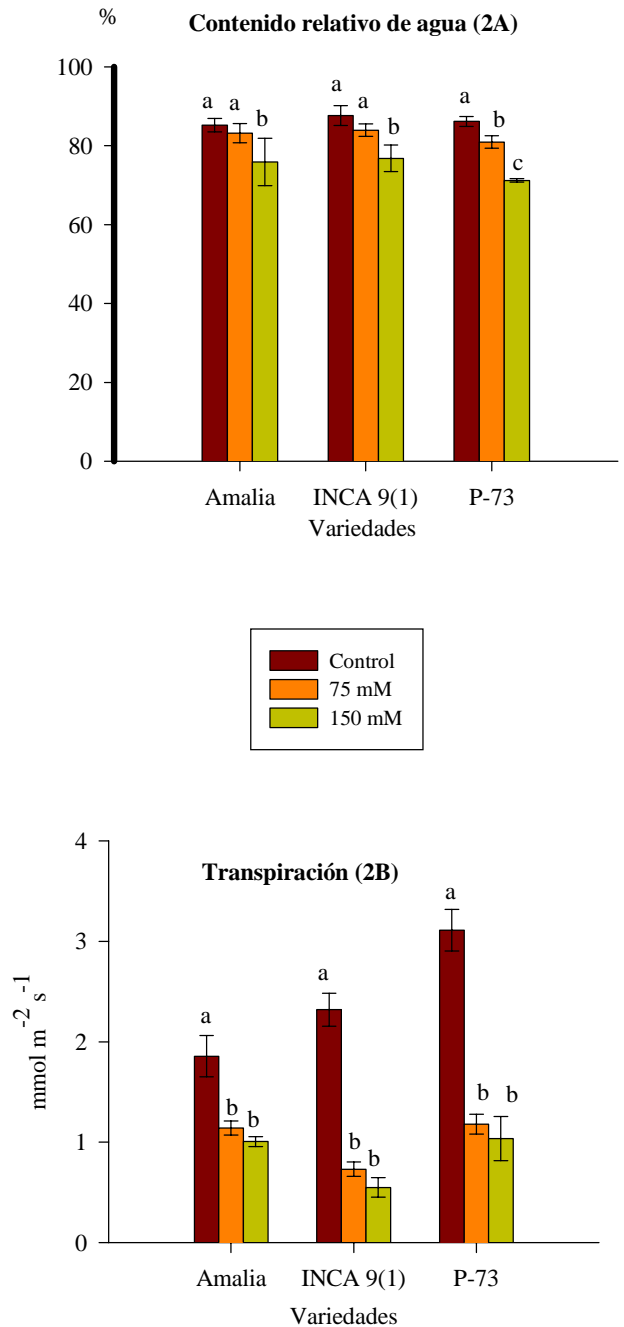 % Contenido relativo de agua (2A)
100
80
60
40
20
0
a a b
a a b
a b c
Amalia INCA 9(1) P-73
Variedades
Control
75 mM
150 mM
4
3
2
1
0
Transpiración (2B)
mmol m-2 s-1
a b b
a b b
a b b
Amalia INCA 9(1) P-73
Variedades